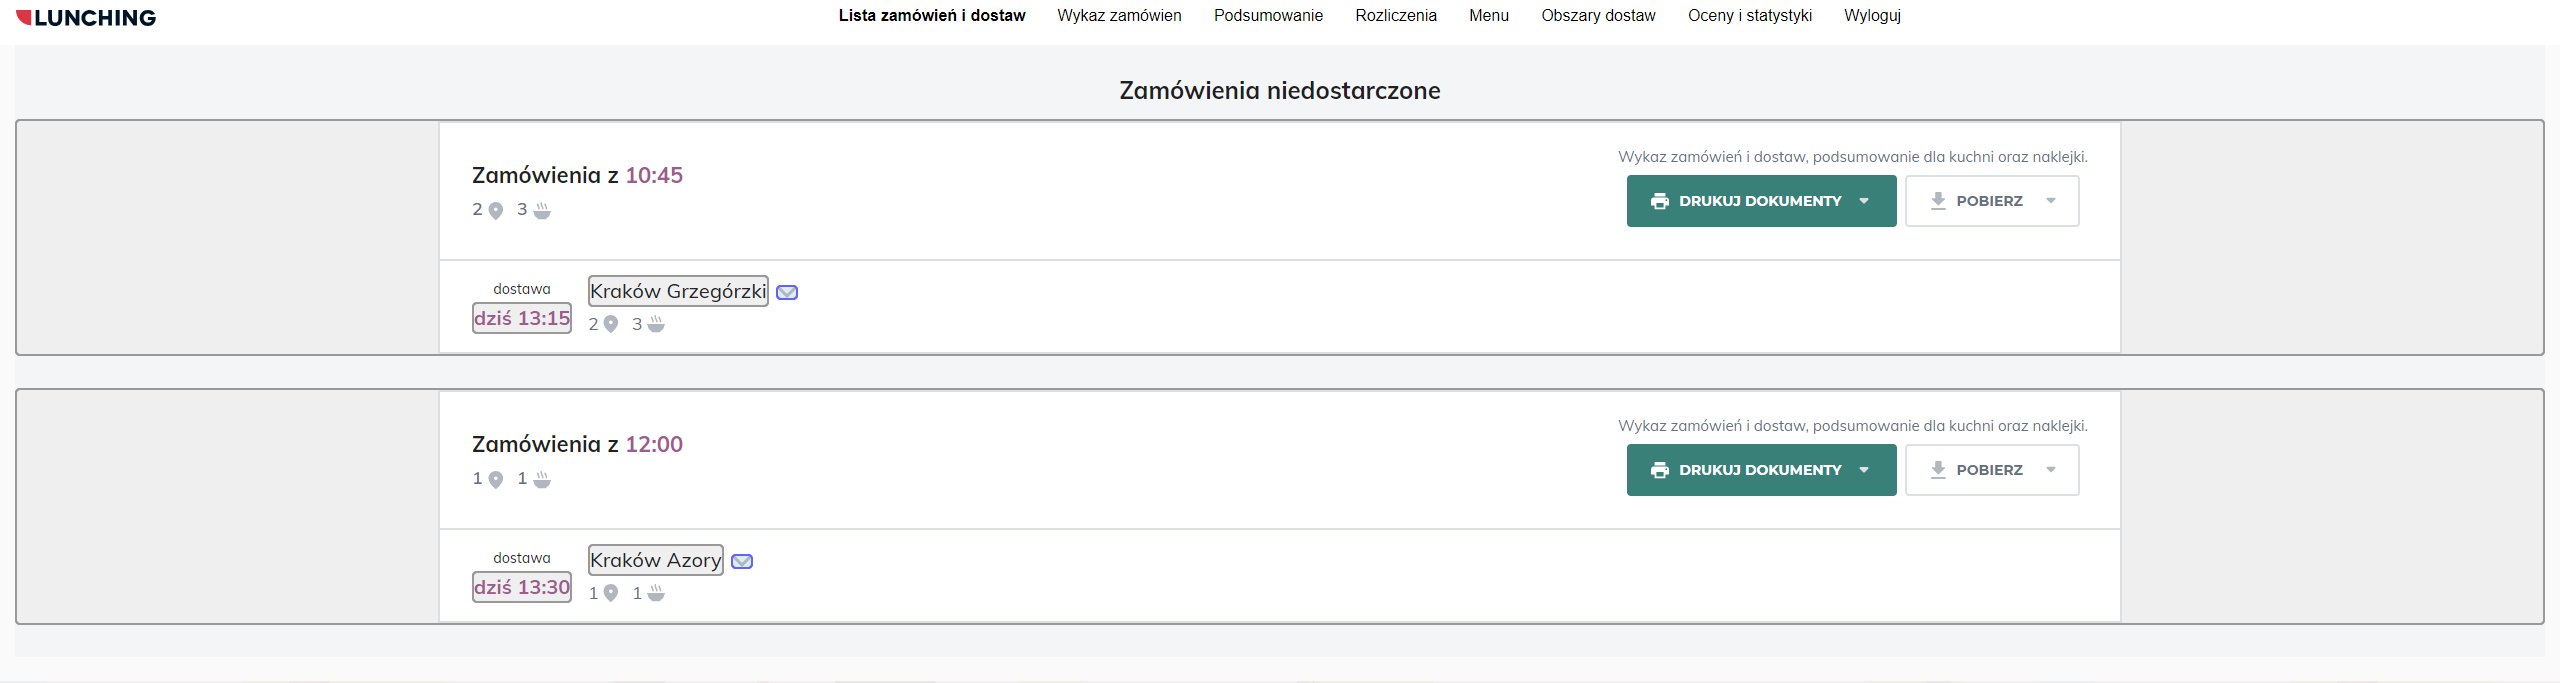 LUNCHING
Lista zamówień i dostaw Wykaz zamówien Podsumowanie Rozliczenia Menu Obszary dostaw Oceny i statystyki Wyloguj
Zamówienia niedostarczone
Wykaz zamówień i dostaw, podsumowanie dla kuchni oraz naklejki.
Zamówienia z 10:45
DRUKUJ DOKUMENTY POBIERZ
2 3
dostawa Kraków Grzegórzki
dziś 13:15 2 3
Wykaz zamówień i dostaw, podsumowanie dla kuchni oraz naklejki.
Zamówienia z 12:00
DRUKUJ DOKUMENTY POBIERZ
1 1
dostawa Kraków Azory
dziś 13:30 1 1